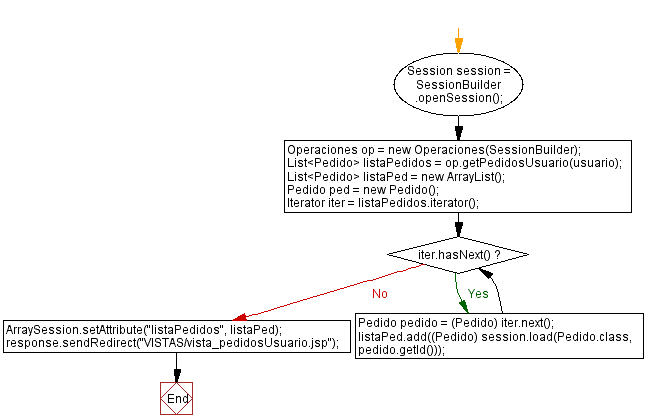 Session session =
SessionBuilder
.openSession();
Operaciones op = new Operaciones(SessionBuilder);
List<Pedido> listaPedidos = op.getPedidosUsuario(usuario);
List<Pedido> listaPed = new ArrayList();
Pedido ped = new Pedido();
Iterator iter = listaPedidos.iterator();
iter.hasNext() ?
No
Yes
ArraySession.setAttribute("listaPedidos", listaPed);
response.sendRedirect("VISTAS/vista_pedidosUsuario.jsp");
Pedido pedido = (Pedido) iter.next();
listaPed.add((Pedido) session.load(Pedido.class,
pedido.getId()));
End